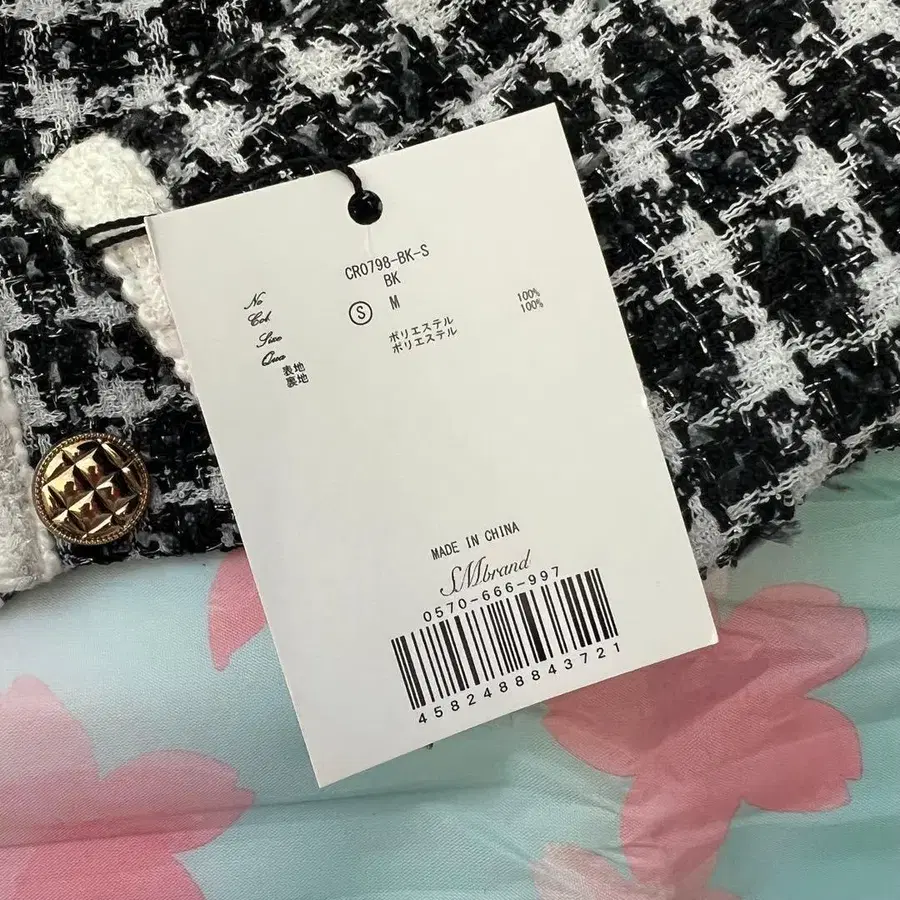 No CR0798-BK-S
Col BK
Size Ⓢ M
Qua
表地 ポリエステル 100%
裏地 ポリエステル 100%
MADE IN CHINA
SMbrand
0570-666-997
4582488843721